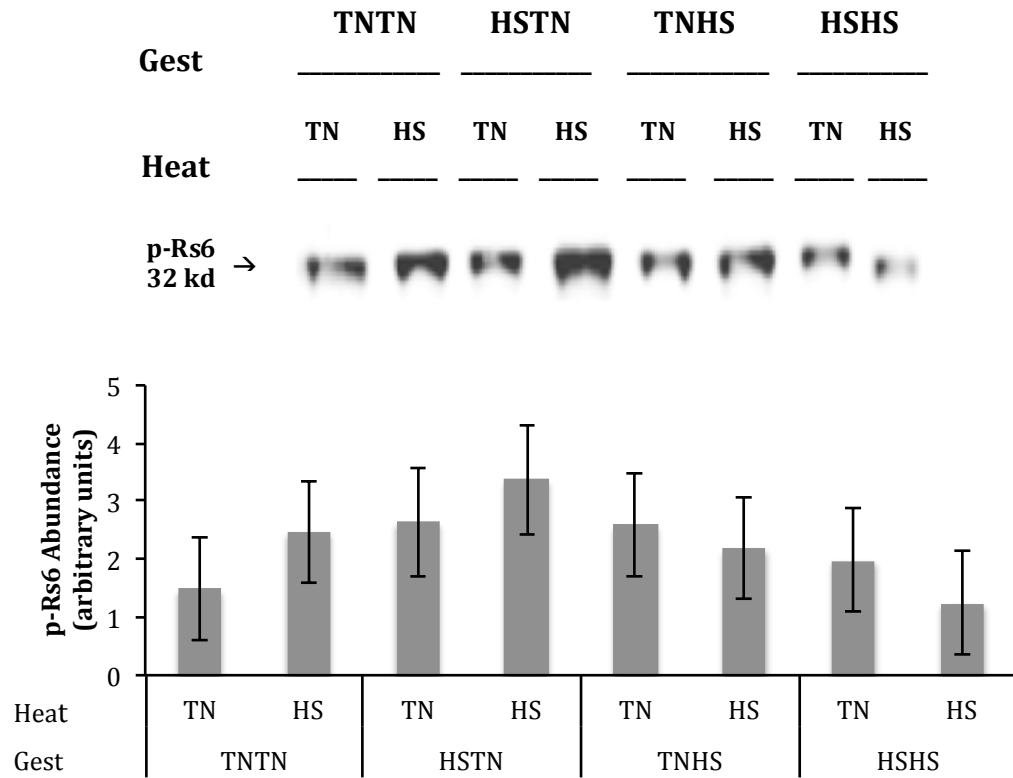 TNTN HSTN TNHS HSHS
Gest
TN HS TN HS TN HS TN HS
Heat
p-Rs6
32 kd →
p-Rs6 Abundance
(arbitrary units)
5
4
3
2
1
0
Heat TN HS TN HS TN HS TN HS
Gest TNTN HSTN TNHS HSHS